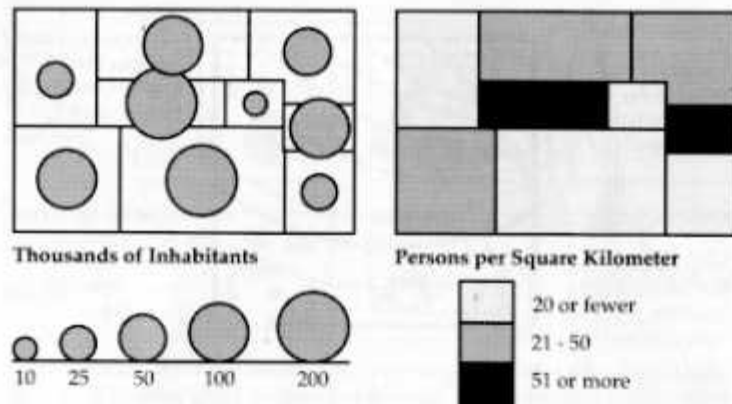 Thousands of Inhabitants
10 25 50 100 200
Persons per Square Kilometer
20 or fewer
21 - 50
51 or more